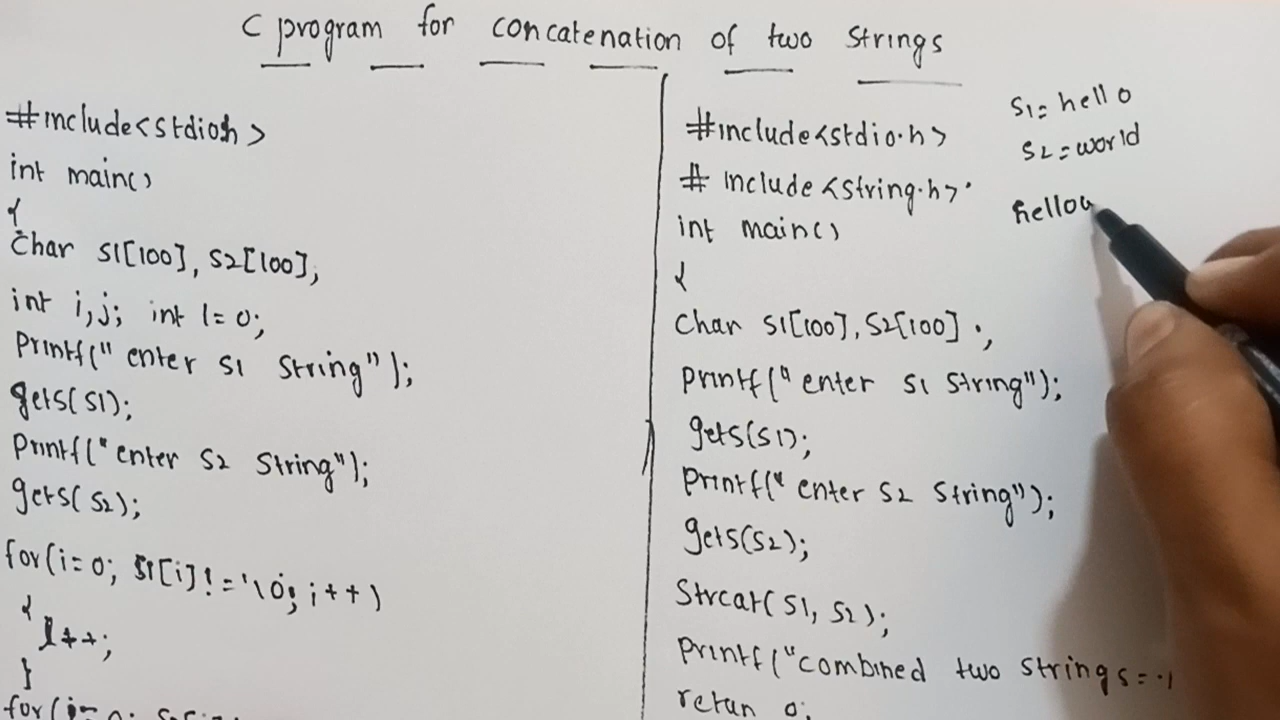 C program for concatenation of two strings
#include<stdioh>
int main()
{
char s1[100], s2[100];
int i,j; int l=0;
printf(" enter s1 string");
gets(s1);
printf("enter s2 string");
gets(s2);
for(i=0; s1[i]!='\0; i++)
{
l++;
}
for(
#include<stdio.h>
#include<string.h>
int main()
{
char s1[100], s2[100];
printf(" enter s1 string");
gets(s1);
printf(" enter s2 string");
gets(s2);
strcat(s1, s2);
printf("combined two strings=
retun 0;
s1=hello
s2=world
hello